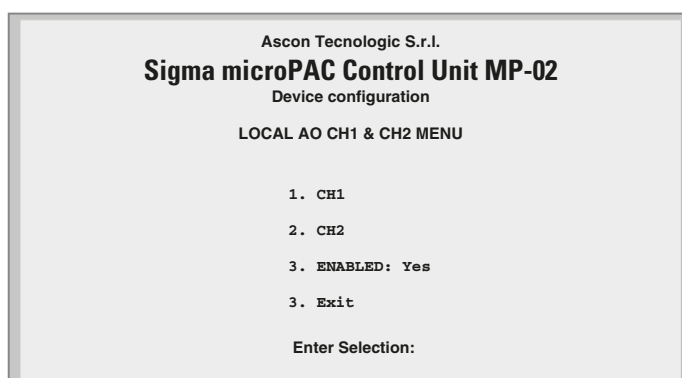 Ascon Tecnologic S.r.l.
Sigma microPAC Control Unit MP-02
Device configuration
LOCAL AO CH1 & CH2 MENU
1. CH1
2. CH2
3. ENABLED: Yes
3. Exit
Enter Selection: